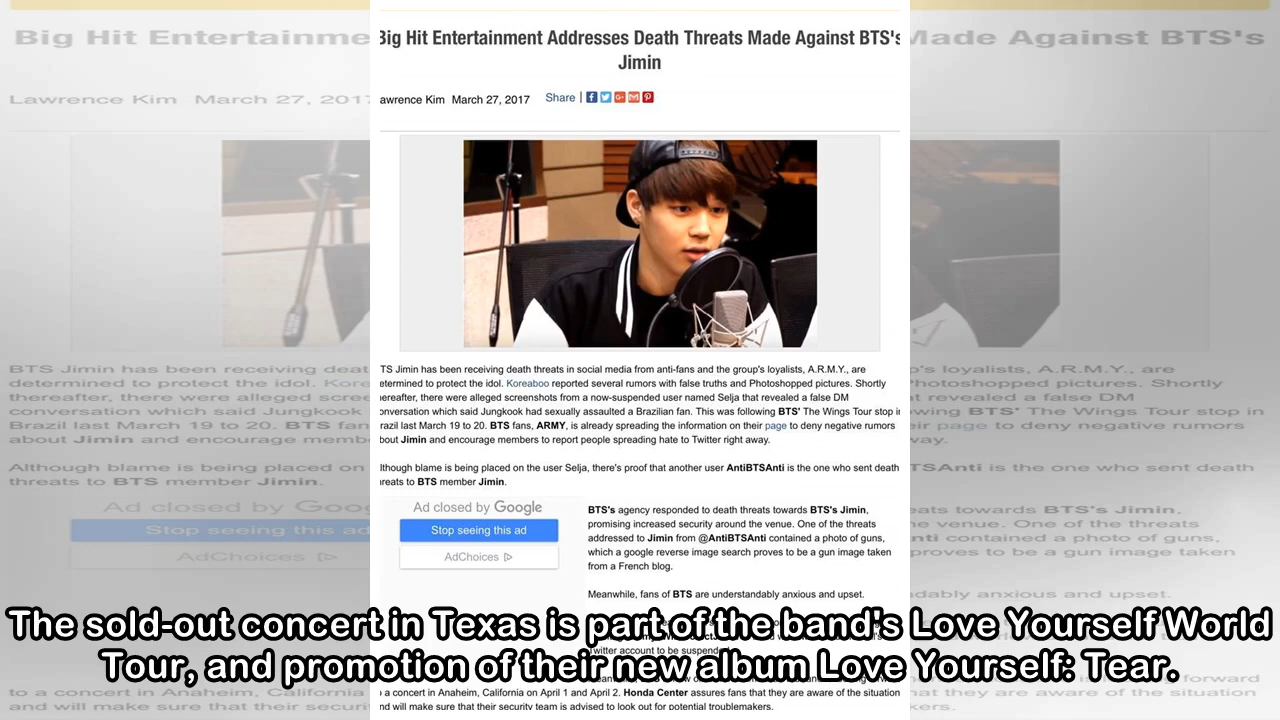 Big Hit Entertainment Addresses Death Threats Made Against BTS's
Jimin
awrence Kim March 27, 2017 Share |
TS Jimin has been receiving death threats in social media from anti-fans and the group's loyalists, A.R.M.Y., are
etermined to protect the idol. Koreaboo reported several rumors with false truths and Photoshopped pictures. Shortly
ereafter, there were alleged screenshots from a now-suspended user named Selja that revealed a false DM
onversation which said Jungkook had sexually assaulted a Brazilian fan. This was following BTS' The Wings Tour stop in
razil last March 19 to 20. BTS fans, ARMY, is already spreading the information on their page to deny negative rumors
bout Jimin and encourage members to report people spreading hate to Twitter right away.
lthough blame is being placed on the user Selja, there's proof that another user AntiBTSAnti is the one who sent death
reats to BTS member Jimin.
Ad closed by Google
Stop seeing this ad
AdChoices
BTS's agency responded to death threats towards BTS's Jimin,
promising increased security around the venue. One of the threats
addressed to Jimin from @AntiBTSAnti contained a photo of guns,
which a google reverse image search proves to be a gun image taken
from a French blog.
Meanwhile, fans of BTS are understandably anxious and upset.
The sold-out concert in Texas is part of the band's Love Yourself World
Tour, and promotion of their new album Love Yourself: Tear.
witter account to be suspende
a concert in Anaheim, California on April 1 and April 2. Honda Center assures fans that they are aware of the situation
nd will make sure that their security team is advised to look out for potential troublemakers.